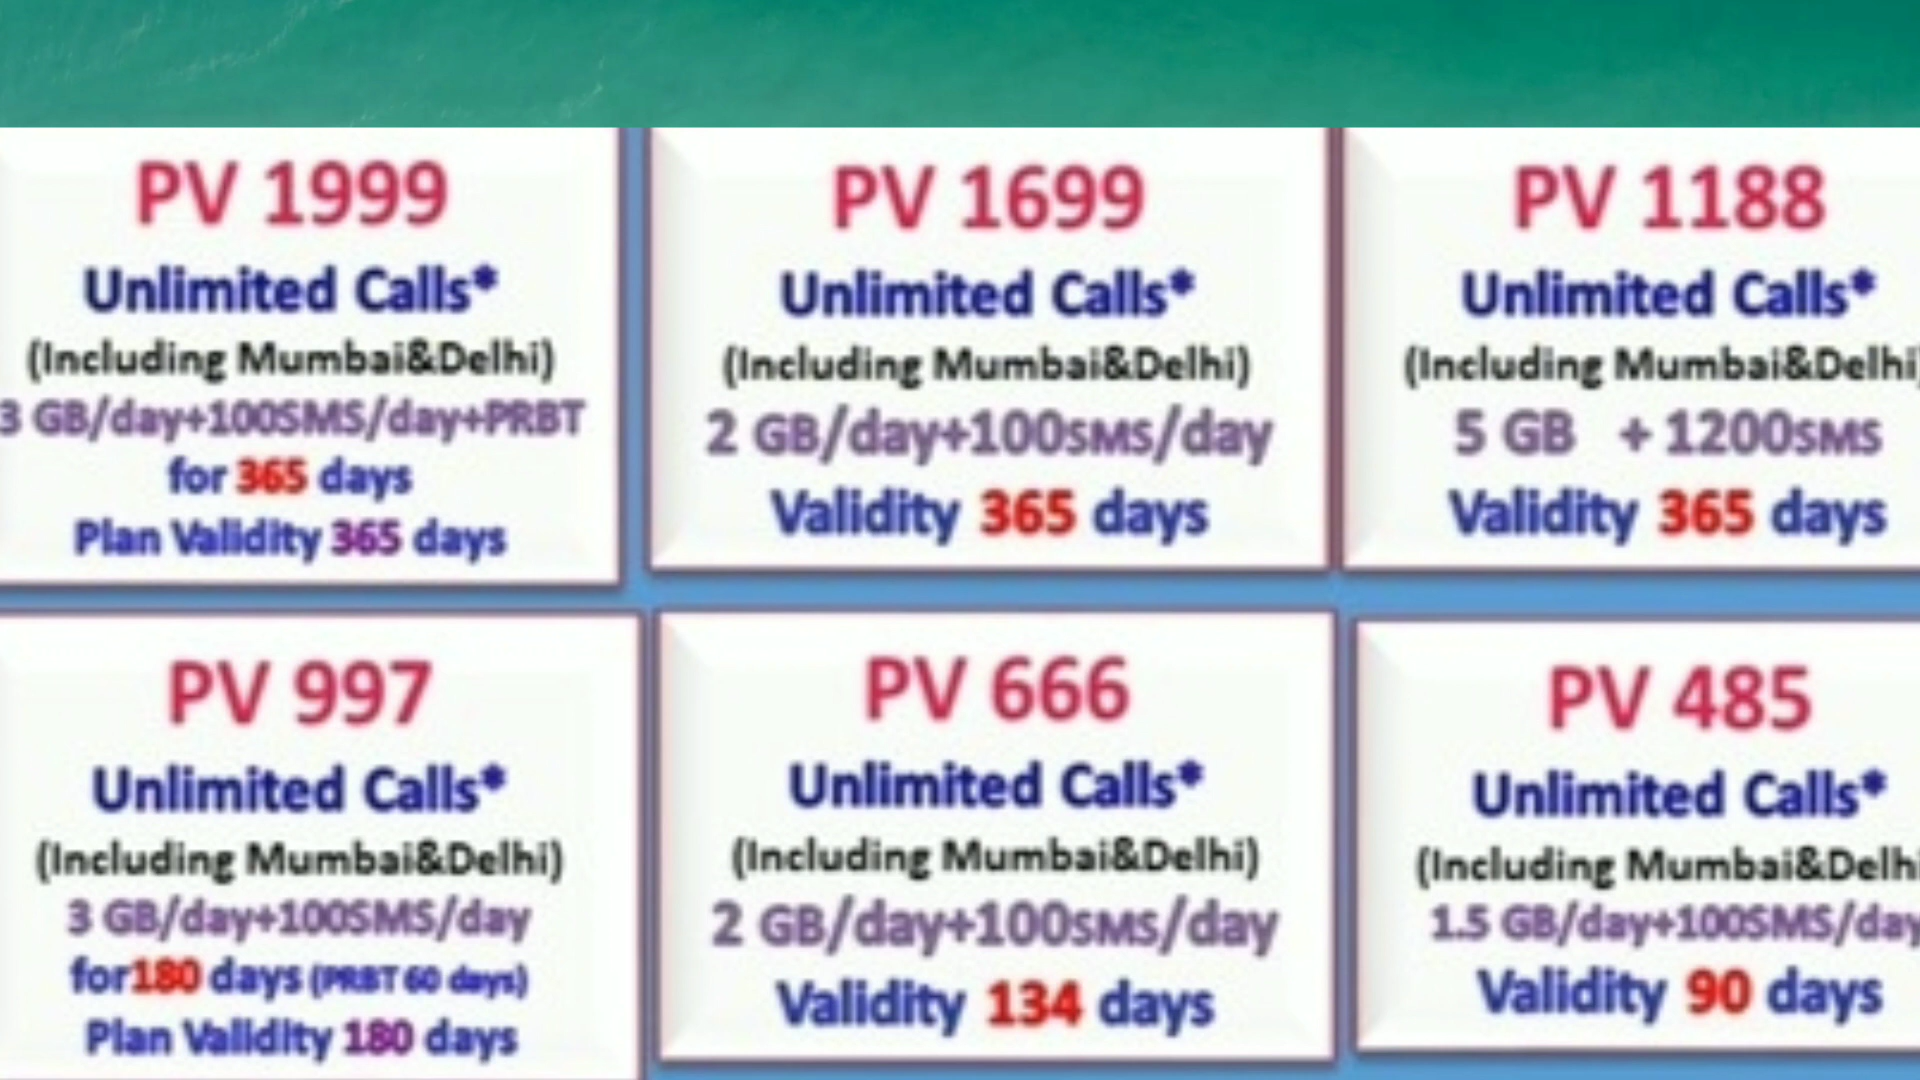 PV 1999
Unlimited Calls*
(Including Mumbai&Delhi)
3 GB/day+100SMS/day+PRBT
for 365 days
Plan Validity 365 days
PV 1699
Unlimited Calls*
(Including Mumbai&Delhi)
2 GB/day+100SMS/day
Validity 365 days
PV 1188
Unlimited Calls*
(Including Mumbai&Delhi)
5 GB + 1200SMS
Validity 365 days
PV 997
Unlimited Calls*
(Including Mumbai&Delhi)
3 GB/day+100SMS/day
for180 days (PRBT 60 days)
Plan Validity 180 days
PV 666
Unlimited Calls*
(Including Mumbai&Delhi)
2 GB/day+100SMS/day
Validity 134 days
PV 485
Unlimited Calls*
(Including Mumbai&Delhi
1.5 GB/day+100SMS/day
Validity 90 days